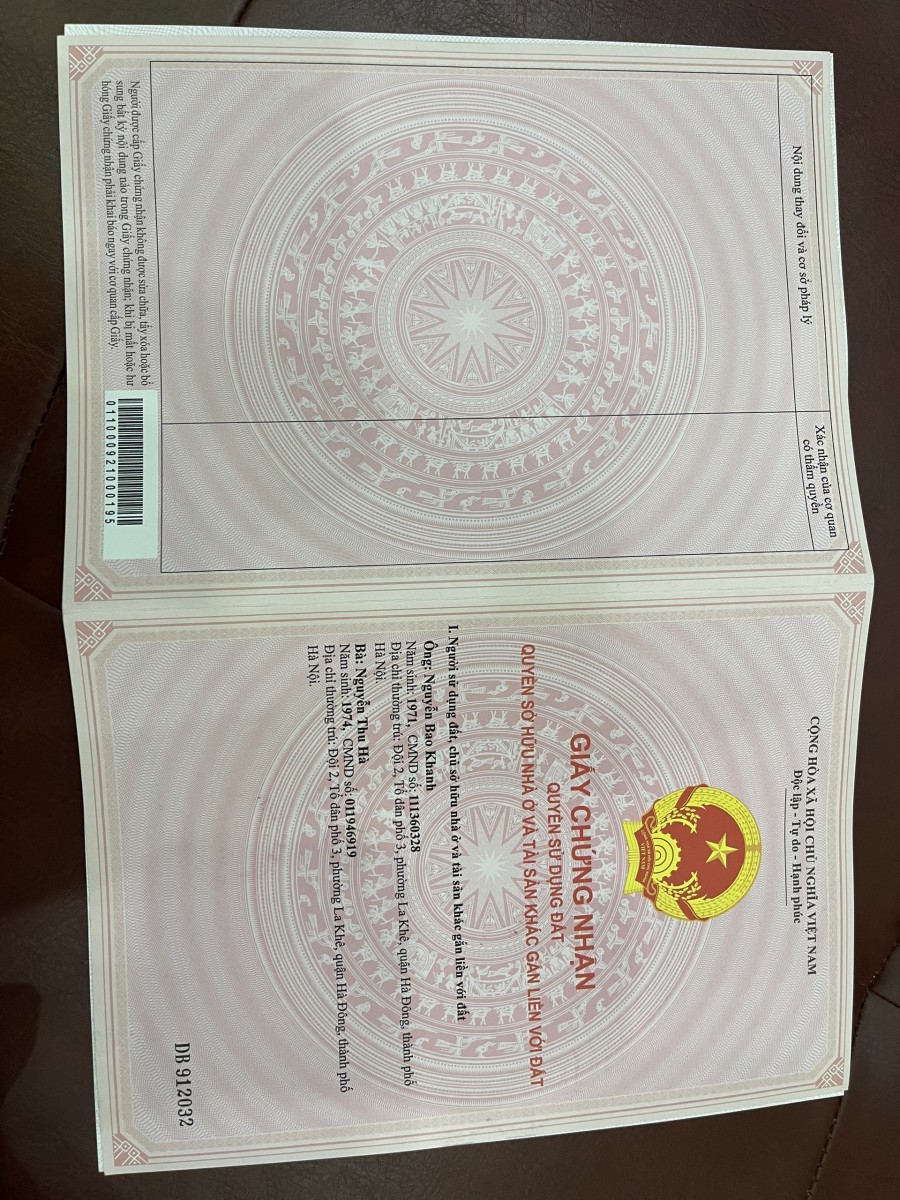 Nội dung thay đổi và cơ sở pháp lý
Xác nhận của cơ quan
có thẩm quyền
Người được cấp Giấy chứng nhận không được sửa chữa, tẩy xóa hoặc bổ
sung bất kỳ nội dung nào trong Giấy chứng nhận; khi bị mất hoặc hư
hỏng Giấy chứng nhận phải khai báo ngay với cơ quan cấp Giấy.
011000921000195
CỘNG HÒA XÃ HỘI CHỦ NGHĨA VIỆT NAM
Độc lập - Tự do - Hạnh phúc
VIỆT NAM
GIẤY CHỨNG NHẬN
QUYỀN SỬ DỤNG ĐẤT
QUYỀN SỞ HỮU NHÀ Ở VÀ TÀI SẢN KHÁC GẮN LIỀN VỚI ĐẤT
I. Người sử dụng đất, chủ sở hữu nhà ở và tài sản khác gắn liền với đất
Ông: Nguyễn Bao Khanh
Năm sinh: 1971, CMND số: 111360328
Địa chỉ thường trú: Đội 2, Tổ dân phố 3, phường La Khê, quận Hà Đông, thành phố
Hà Nội.
Bà: Nguyễn Thu Hà
Năm sinh: 1974, CMND số: 011946919
Địa chỉ thường trú: Đội 2, Tổ dân phố 3, phường La Khê, quận Hà Đông, thành phố
Hà Nội.
DB 912032